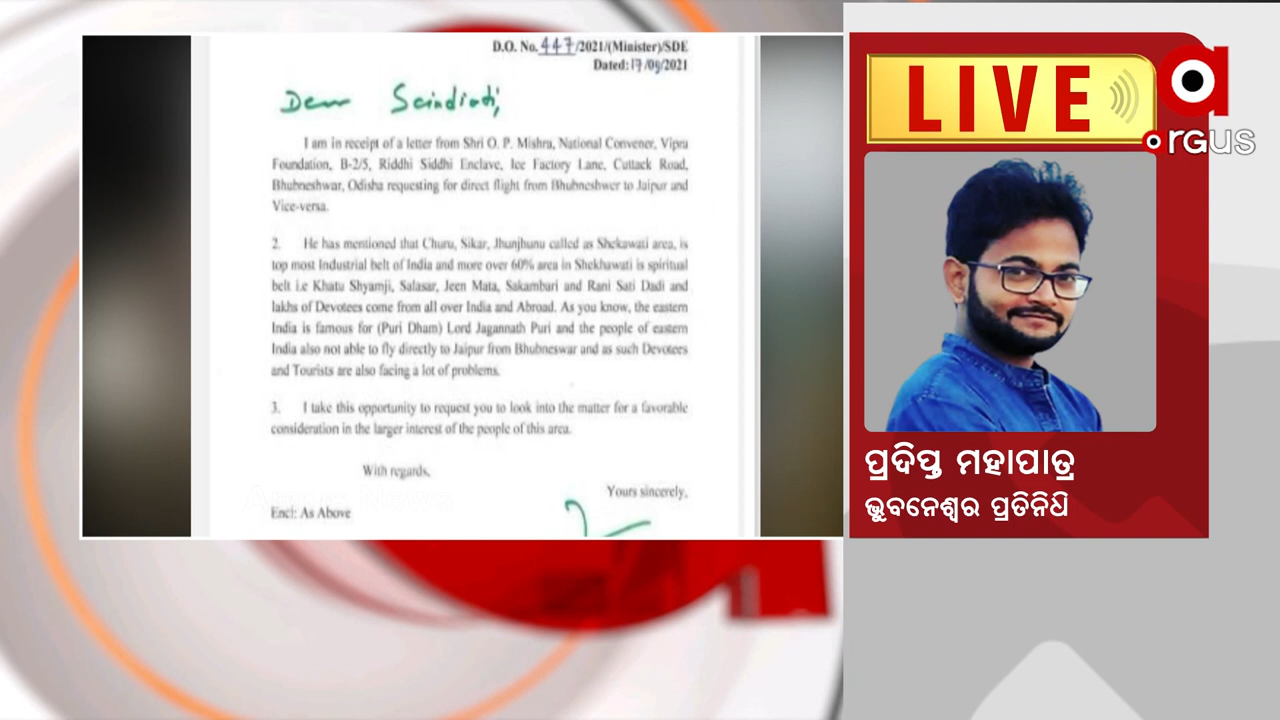 D.O. No. 447/2021/(Minister)/SDE
Dated: 17/09/2021
Dear Scindiaji,
I am in receipt of a letter from Shri O. P. Mishra, National Convener, Vipra
Foundation, B-2/5, Riddhi Siddhi Enclave, Ice Factory Lane, Cuttack Road,
Bhubneshwar, Odisha requesting for direct flight from Bhubneshwer to Jaipur and
Vice-versa.
2. He has mentioned that Churu, Sikar, Jhunjhunu called as Shekawati area, is
top most Industrial belt of India and more over 60% area in Shekhawati is spiritual
belt i.e Khatu Shyamji, Salasar, Jeen Mata, Sakambari and Rani Sati Dadi and
lakhs of Devotees come from all over India and Abroad. As you know, the eastern
India is famous for (Puri Dham) Lord Jagannath Puri and the people of eastern
India also not able to fly directly to Jaipur from Bhubneswar and as such Devotees
and Tourists are also facing a lot of problems.
3. I take this opportunity to request you to look into the matter for a favorable
consideration in the larger interest of the people of this area.
With regards,
Yours sincerely,
Encl: As Above
Argus News
LIVE
argus
ପ୍ରଦିପ୍ତ ମହାପାତ୍ର
ଭୁବନେଶ୍ୱର ପ୍ରତିନିଧି